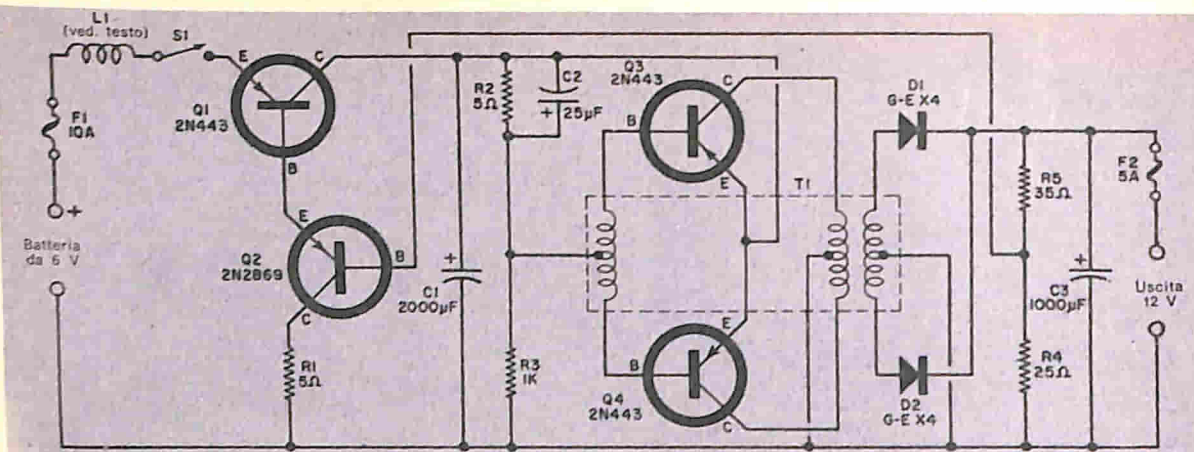 L1
(ved. testo)
S1
F1
10A
+
Batteria
da 6 V
E
C
Q1
2N443
B
E
Q2
2N2869
B
C
R1
5Ω
+
C1
2000µF
R2
5Ω
C2
+ 25µF
R3
1K
Q3
2N443
C
B
E
T1
E
B
Q4
2N443
C
D1
G-E X4
D2
G-E X4
R5
35Ω
R4
25Ω
+
C3
1000µF
F2
5A
Uscita
12 V